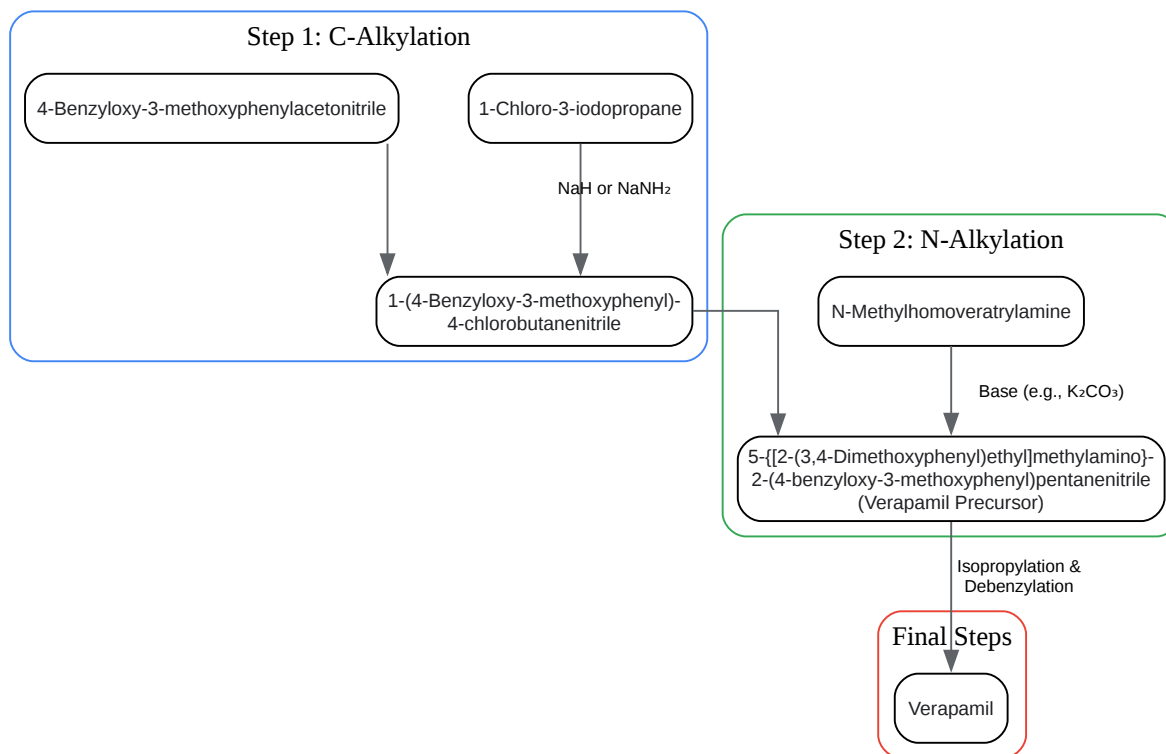 Step 1: C-Alkylation
4-Benzyloxy-3-methoxyphenylacetonitrile
1-Chloro-3-iodopropane
NaH or NaNH₂
1-(4-Benzyloxy-3-methoxyphenyl)-
4-chlorobutanenitrile
Step 2: N-Alkylation
N-Methylhomoveratrylamine
Base (e.g., K₂CO₃)
5-{[2-(3,4-Dimethoxyphenyl)ethyl]methylamino}-
2-(4-benzyloxy-3-methoxyphenyl)pentanenitrile
(Verapamil Precursor)
Isopropylation &
Debenzylation
Final Steps
Verapamil